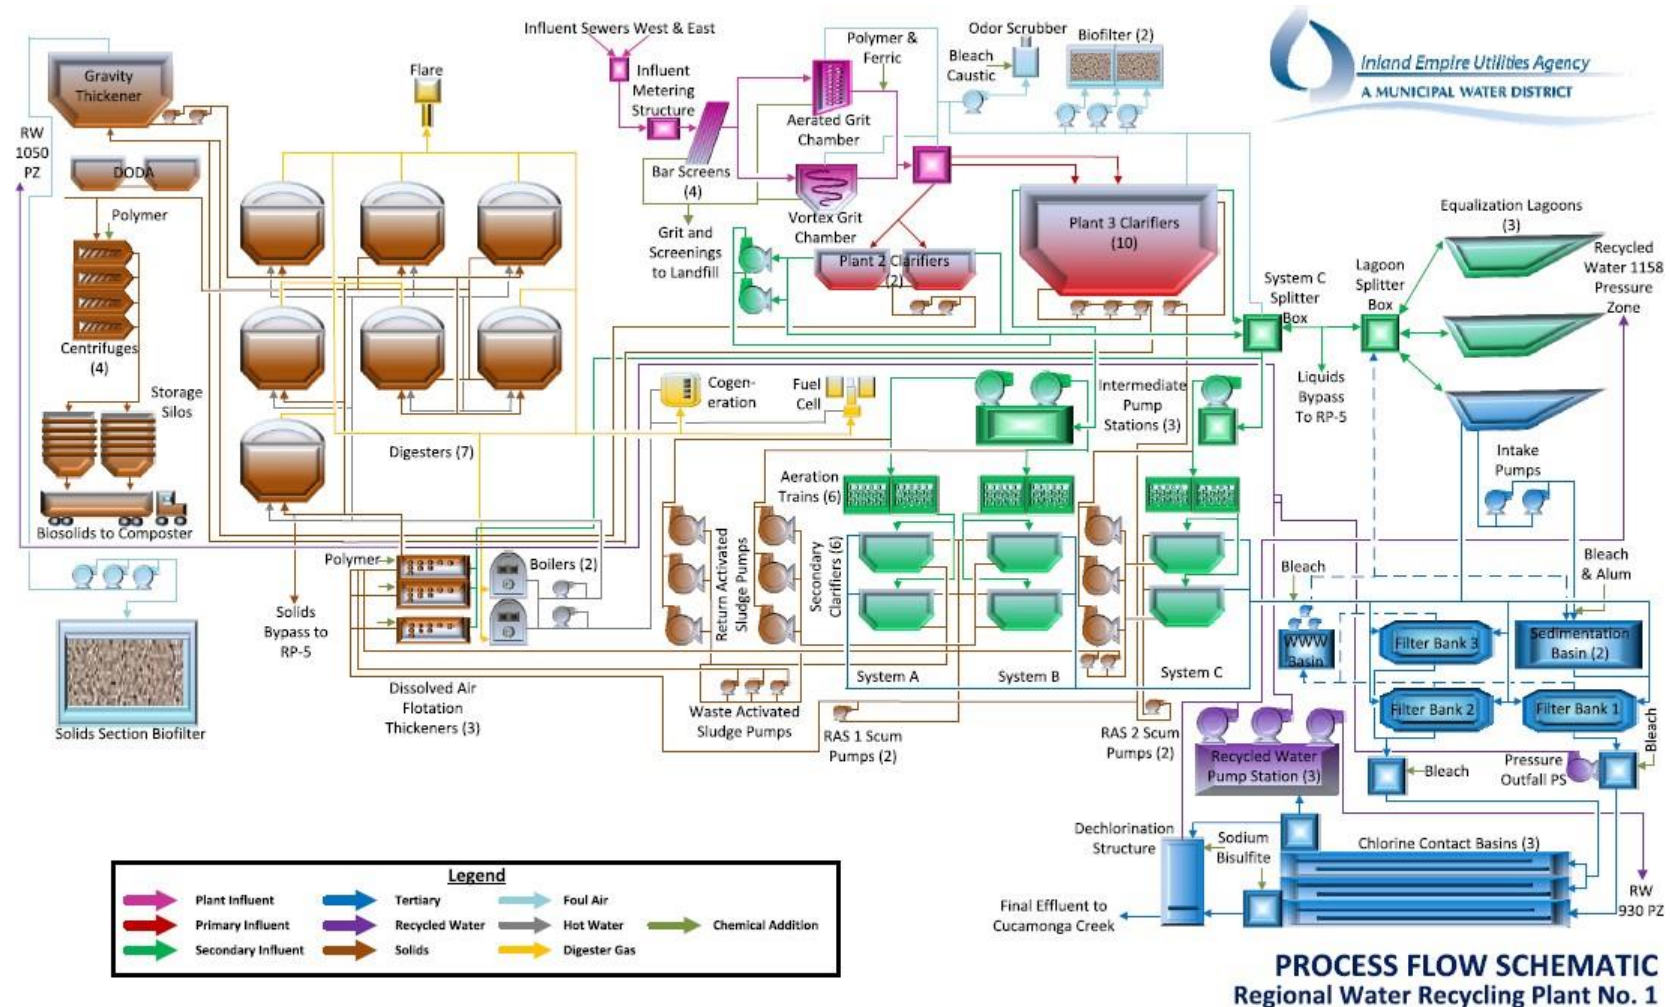 Influent Sewers West & East
Odor Scrubber
Biofilter (2)
Inland Empire Utilities Agency
A MUNICIPAL WATER DISTRICT
Gravity
Thickener
Flare
Influent
Metering
Structure
Polymer &
Ferric
Bleach
Caustic
Aerated Grit
Chamber
RW
1050
PZ
DODA
Bar Screens
(4)
Polymer
Vortex Grit
Chamber
Grit and
Screenings
to Landfill
Plant 2 Clarifiers
(2)
Plant 3 Clarifiers
(10)
Equalization Lagoons
(3)
System C
Splitter
Box
Lagoon
Splitter
Box
Recycled
Water 1158
Pressure
Zone
Centrifuges
(4)
Storage
Silos
Digesters (7)
Cogen-
eration
Fuel
Cell
Intermediate
Pump
Stations (3)
Liquids
Bypass
To RP-5
Intake
Pumps
Aeration
Trains (6)
Biosolids to Composter
Polymer
Boilers (2)
Return Activated
Sludge Pumps
Secondary
Clarifiers (6)
Bleach
Bleach
& Alum
Solids
Bypass to
RP-5
WWW
Basin
Filter Bank 3
Sedimentation
Basin (2)
System A
System B
System C
Solids Section Biofilter
Dissolved Air
Flotation
Thickeners (3)
Waste Activated
Sludge Pumps
RAS 1 Scum
Pumps (2)
RAS 2 Scum
Pumps (2)
Filter Bank 2
Filter Bank 1
Recycled Water
Pump Station (3)
Bleach
Pressure
Outfall PS
Bleach
Dechlorination
Structure
Sodium
Bisulfite
Chlorine Contact Basins (3)
RW
930 PZ
Final Effluent to
Cucamonga Creek
Legend
Plant Influent
Tertiary
Foul Air
Primary Influent
Recycled Water
Hot Water
Chemical Addition
Secondary Influent
Solids
Digester Gas
PROCESS FLOW SCHEMATIC
Regional Water Recycling Plant No. 1